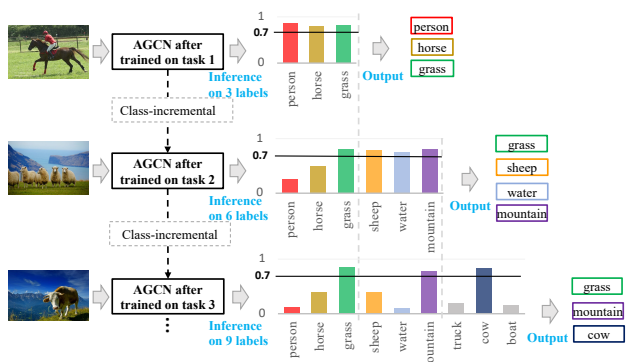 AGCN after
trained on task 1
Inference
on 3 labels
1
0.7
0
person
horse
grass
Output
person
horse
grass
Class-incremental
AGCN after
trained on task 2
Inference
on 6 labels
1
0.7
0
person
horse
grass
sheep
water
mountain
Output
grass
sheep
water
mountain
Class-incremental
AGCN after
trained on task 3
Inference
on 9 labels
1
0.7
0
person
horse
grass
sheep
water
ountain
truck
cow
boat
Output
grass
mountain
cow